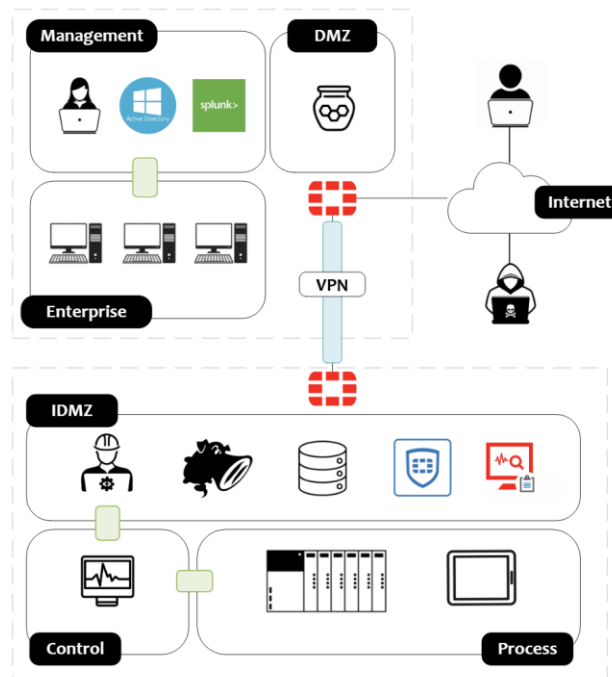 Management
DMZ
Active Directory
splunk>
Internet
Enterprise
VPN
IDMZ
Control
Process